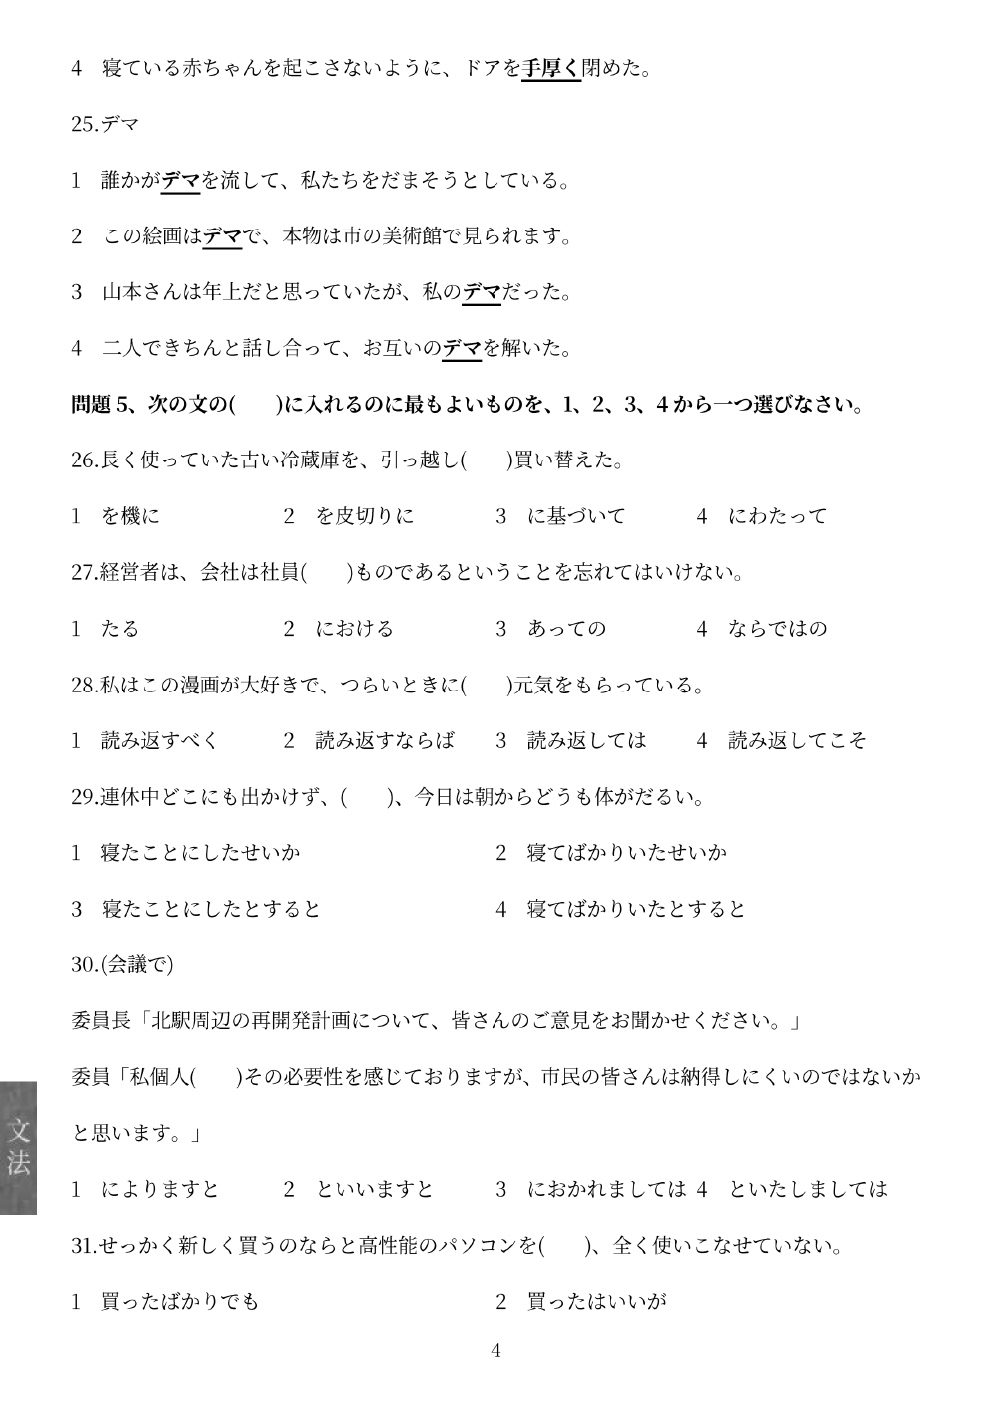 4　寝ている赤ちゃんを起こさないように、ドアを手厚く閉めた。
25.デマ
1　誰かがデマを流して、私たちをだまそうとしている。
2　この絵画はデマで、本物は市の美術館で見られます。
3　山本さんは年上だと思っていたが、私のデマだった。
4　二人できちんと話し合って、お互いのデマを解いた。
問題 5、次の文の(　　)に入れるのに最もよいものを、1、2、3、4 から一つ選びなさい。
26.長く使っていた古い冷蔵庫を、引っ越し(　　)買い替えた。
1　を機に　　　2　を皮切りに　　　3　に基づいて　　　4　にわたって
27.経営者は、会社は社員(　　)ものであるということを忘れてはいけない。
1　たる　　　2　における　　　3　あっての　　　4　ならではの
28.私はこの漫画が大好きで、つらいときに(　　)元気をもらっている。
1　読み返すべく　　　2　読み返すならば　　　3　読み返しては　　　4　読み返してこそ
29.連休中どこにも出かけず、(　　)、今日は朝からどうも体がだるい。
1　寝たことにしたせいか　　　2　寝てばかりいたせいか
3　寝たことにしたとすると　　　4　寝てばかりいたとすると
30.(会議で)
委員長「北駅周辺の再開発計画について、皆さんのご意見をお聞かせください。」
委員「私個人(　　)その必要性を感じておりますが、市民の皆さんは納得しにくいのではないか
と思います。」
文法
1　によりますと　　　2　といいますと　　　3　におかれましては　4　といたしましては
31.せっかく新しく買うのならと高性能のパソコンを(　　)、全く使いこなせていない。
1　買ったばかりでも　　　2　買ったはいいが
4